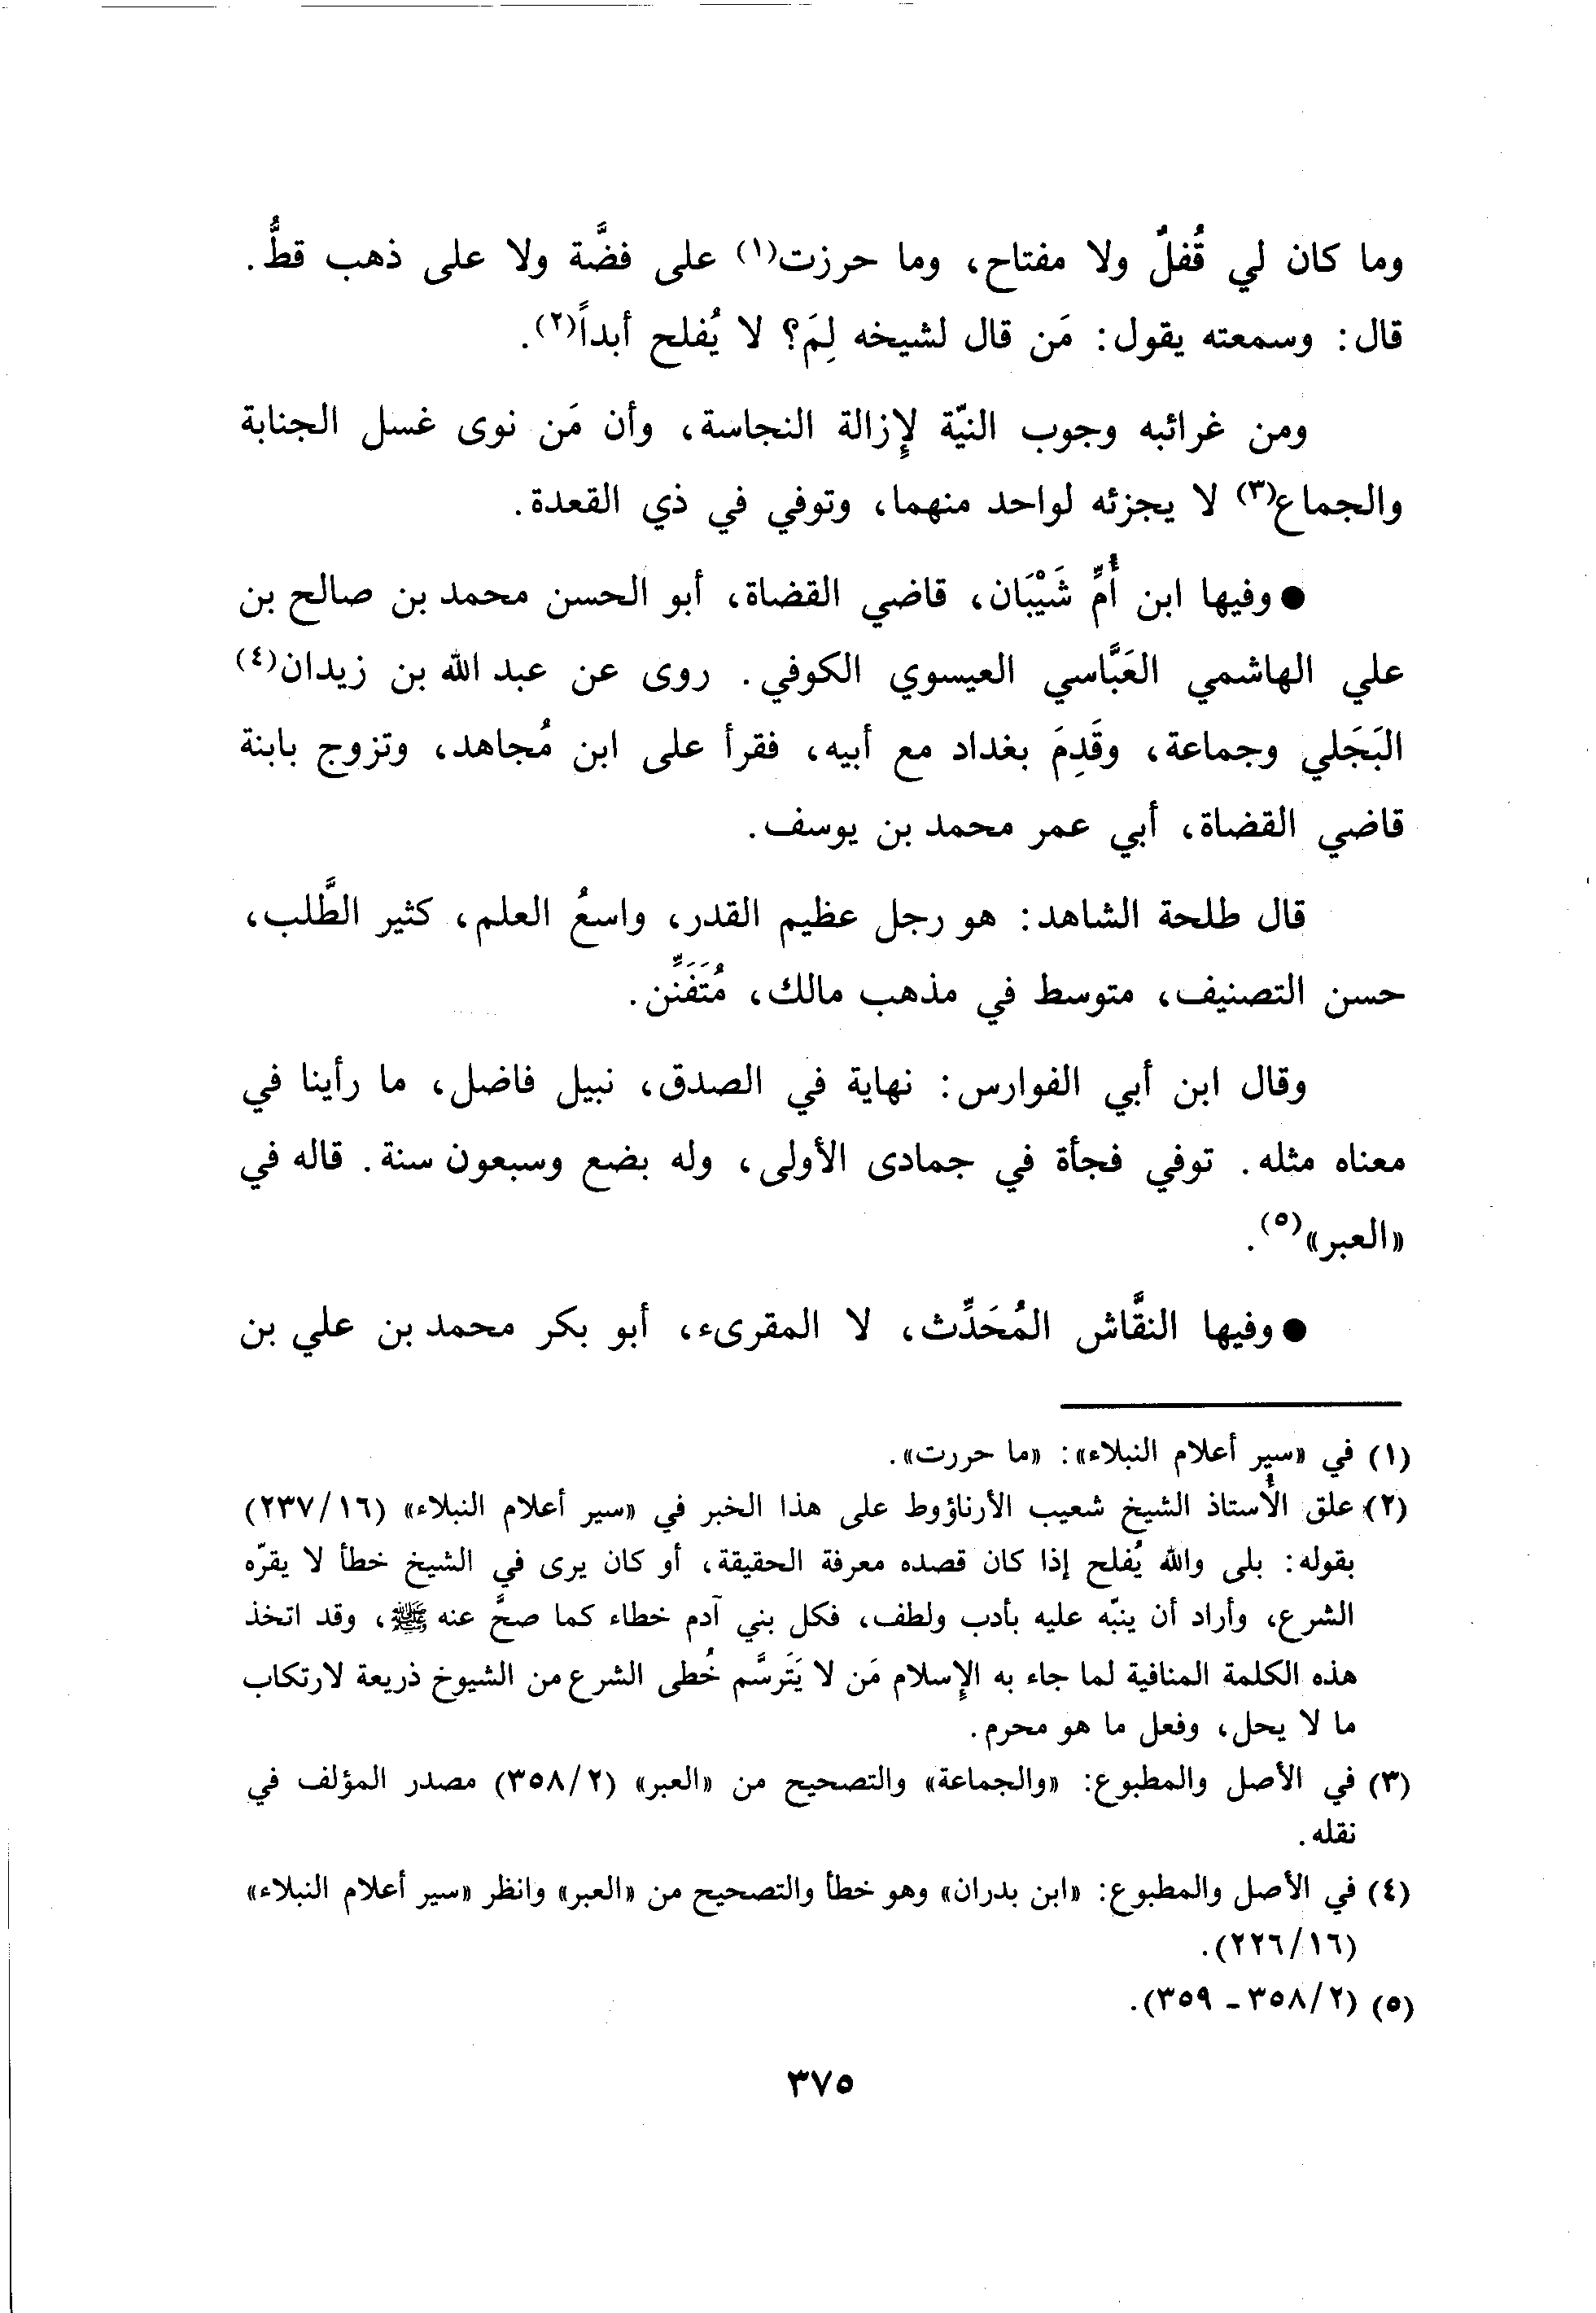 وما كان لي قُفلٌ ولا مفتاح، وما حرزت(١) على فضَّة ولا على ذهب قطُّ.
قال: وسمعته يقول: مَن قال لشيخه لِمَ؟ لا يُفلح أبداً(٢).
ومن غرائبه وجوب النيّة لإزالة النجاسة، وأن مَن نوى غسل الجنابة
والجماع(٣) لا يجزئه لواحد منهما، وتوفي في ذي القعدة.
● وفيها ابن أُمِّ شَيْبَان، قاضي القضاة، أبو الحسن محمد بن صالح بن
علي الهاشمي العَبَّاسي العيسوي الكوفي. روى عن عبد الله بن زيدان(٤)
البَجَلي وجماعة، وقَدِمَ بغداد مع أبيه، فقرأ على ابن مُجاهد، وتزوج بابنة
قاضي القضاة، أبي عمر محمد بن يوسف.
قال طلحة الشاهد: هو رجل عظيم القدر، واسعُ العلم، كثير الطَّلب،
حسن التصنيف، متوسط في مذهب مالك، مُتَفَنِّن.
وقال ابن أبي الفوارس: نهاية في الصدق، نبيل فاضل، ما رأينا في
معناه مثله. توفي فجأة في جمادى الأولى، وله بضع وسبعون سنة. قاله في
«العبر»(٥).
● وفيها النقَّاش المُحَدِّث، لا المقرىء، أبو بكر محمد بن علي بن
(١) في «سير أعلام النبلاء»: «ما حررت».
(٢) علق الأُستاذ الشيخ شعيب الأرناؤوط على هذا الخبر في «سير أعلام النبلاء» (١٦/٢٣٧)
بقوله: بلى والله يُفلح إذا كان قصده معرفة الحقيقة، أو كان يرى في الشيخ خطأ لا يقرّه
الشرع، وأراد أن ينبّه عليه بأدب ولطف، فكل بني آدم خطاء كما صحَّ عنه ﷺ، وقد اتخذ
هذه الكلمة المنافية لما جاء به الإسلام مَن لا يَتَرسَّم خُطى الشرع من الشيوخ ذريعة لارتكاب
ما لا يحل، وفعل ما هو محرم.
(٣) في الأصل والمطبوع: «والجماعة» والتصحيح من «العبر» (٢/٣٥٨) مصدر المؤلف في
نقله.
(٤) في الأصل والمطبوع: «ابن بدران» وهو خطأ والتصحيح من «العبر» وانظر «سير أعلام النبلاء»
(١٦/٢٢٦).
(٥) (٢/٣٥٨ - ٣٥٩).
٣٧٥